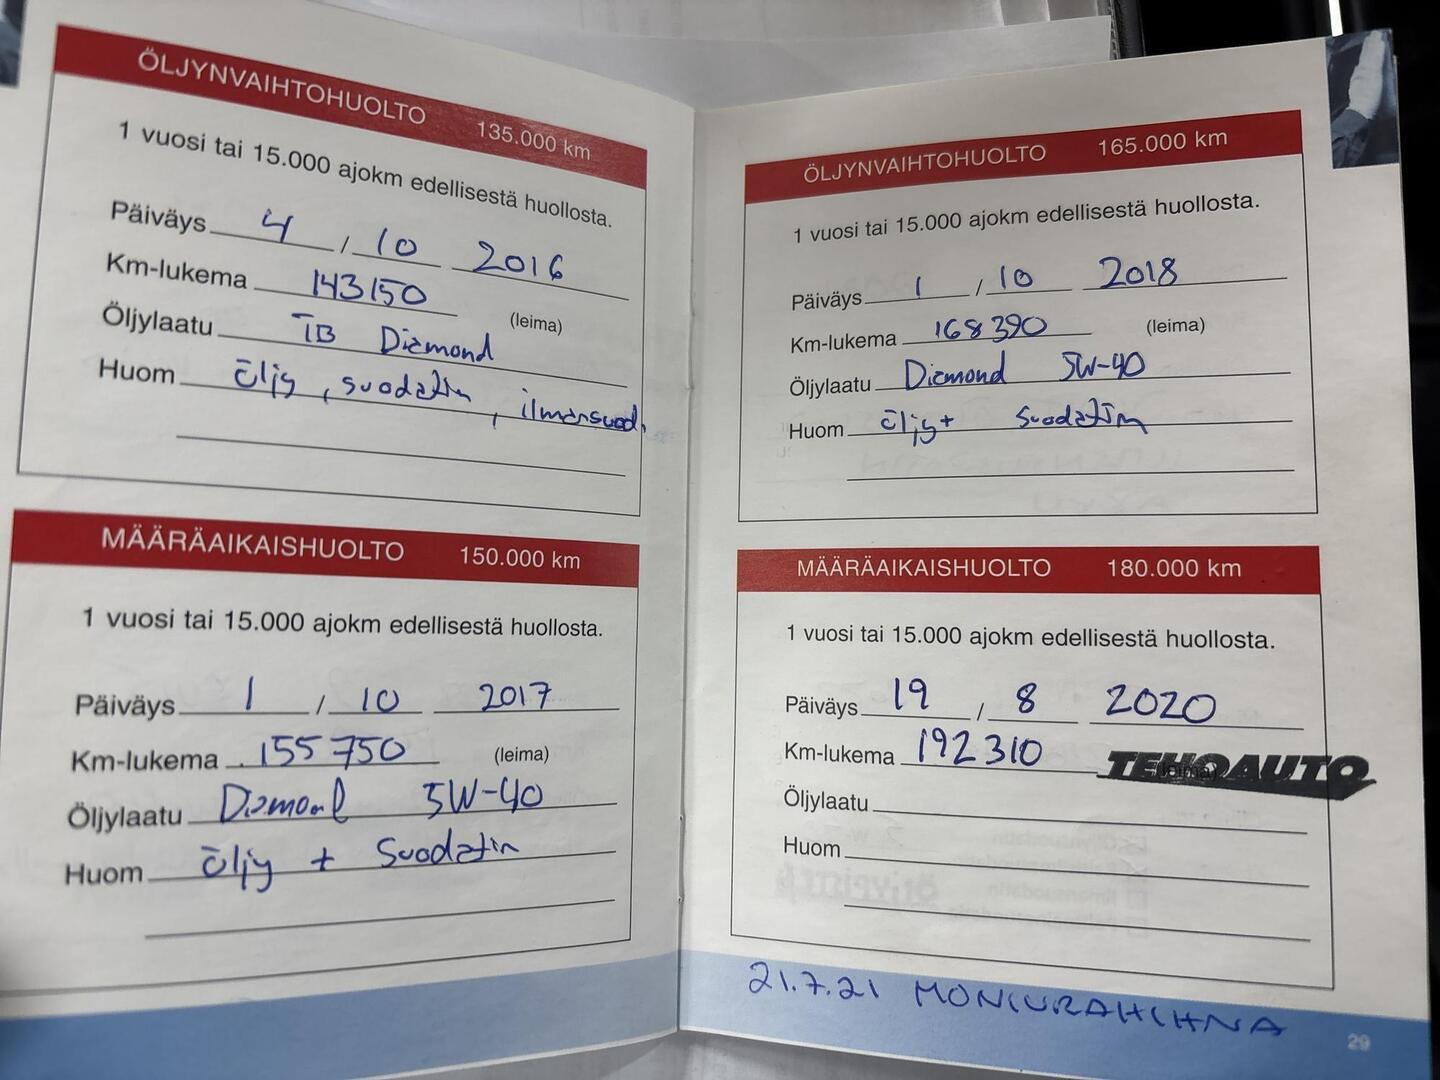 ÖLJYNVAIHTOHUOLTO 135.000 km
1 vuosi tai 15.000 ajokm edellisestä huollosta.
Päiväys 4 / 10 2016
Km-lukema 143150
(leima)
Öljylaatu TB Diamond
Huom öljy, suodatin, ilmansuod.
MÄÄRÄAIKAISHUOLTO 150.000 km
1 vuosi tai 15.000 ajokm edellisestä huollosta.
Päiväys 1 / 10 2017
Km-lukema 155750 (leima)
Öljylaatu Diamond 5W-40
Huom öljy + Suodatin
ÖLJYNVAIHTOHUOLTO 165.000 km
1 vuosi tai 15.000 ajokm edellisestä huollosta.
Päiväys 1 / 10 2018
Km-lukema 168390 (leima)
Öljylaatu Diamond 5W-40
Huom öljy + Suodatin
MÄÄRÄAIKAISHUOLTO 180.000 km
1 vuosi tai 15.000 ajokm edellisestä huollosta.
Päiväys 19 / 8 2020
Km-lukema 192310 (leima) TEHOAUTO
Öljylaatu
Huom
21.7.21 MONIURAHIHNA
29